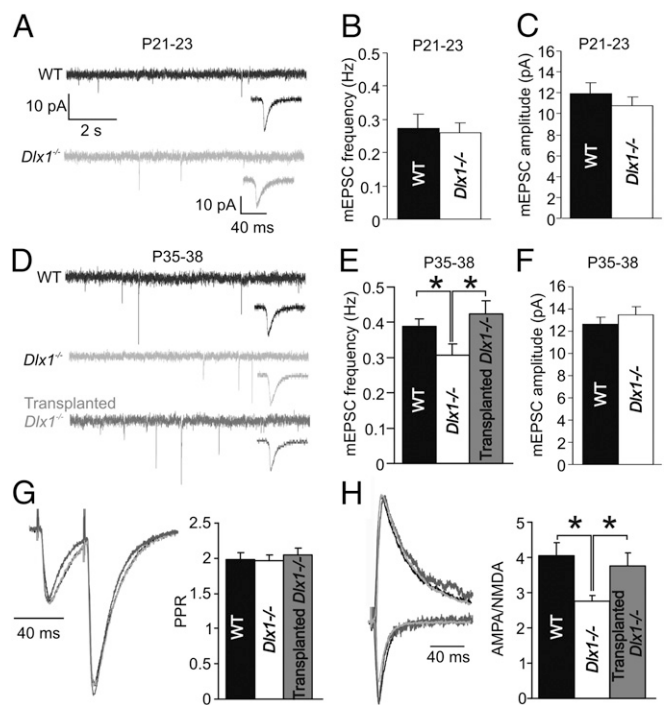 A
P21-23
WT
10 pA
2 s
Dlx1-/-
10 pA
40 ms
B
P21-23
mEPSC frequency (Hz)
0.5
0.4
0.3
0.2
0.1
0
WT
Dlx1-/-
C
P21-23
mEPSC amplitude (pA)
16
14
12
10
8
6
4
2
0
WT
Dlx1-/-
D
P35-38
WT
Dlx1-/-
Transplanted
Dlx1-/-
E
P35-38
mEPSC frequency (Hz)
0.5
0.4
0.3
0.2
0.1
0
* *
WT
Dlx1-/-
Transplanted Dlx1-/-
F
P35-38
mEPSC amplitude (pA)
16
14
12
10
8
6
4
2
0
WT
Dlx1-/-
G
40 ms
PPR
2.5
2
1.5
1
0.5
0
WT
Dlx1-/-
Transplanted Dlx1-/-
H
40 ms
AMPA/NMDA
5
4
3
2
1
0
* *
WT
Dlx1-/-
Transplanted
Dlx1-/-